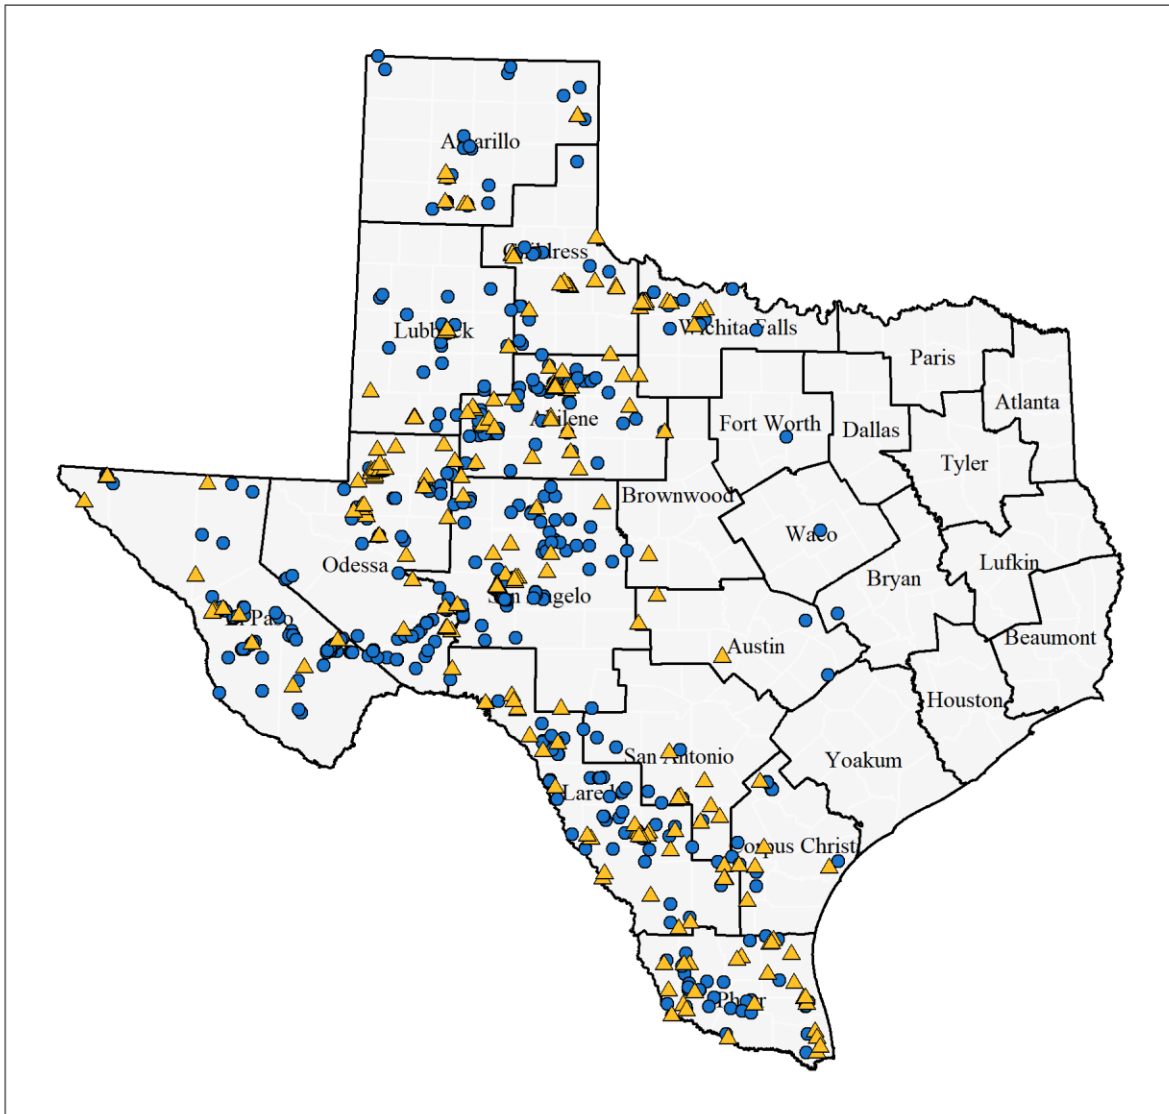 Amarillo
Childress
Lubbock
Wichita Falls
Paris
Atlanta
Abilene
Fort Worth
Dallas
Tyler
Brownwood
Waco
Odessa
Lufkin
Bryan
San Angelo
El Paso
Austin
Beaumont
Houston
San Antonio
Yoakum
Laredo
Corpus Christi
Pharr